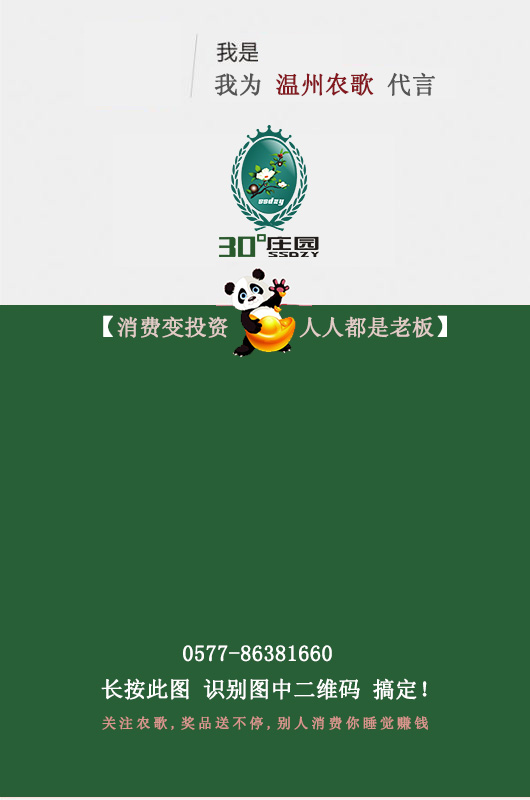 我是
我为 温州农歌 代言
ssdzy
30°庄园
SSDZY
【消费变投资 人人都是老板】
0577-86381660
长按此图 识别图中二维码 搞定!
关注农歌,奖品送不停,别人消费你睡觉赚钱